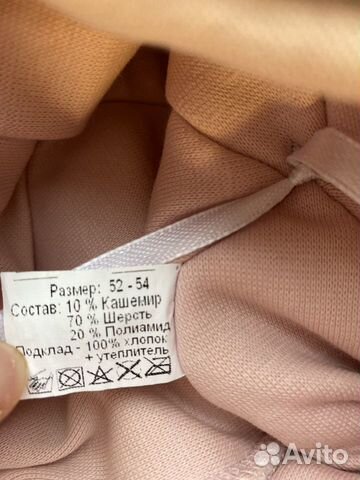 Размер: 52 - 54
Состав: 10 % Кашемир
70 % Шерсть
20 % Полиамид
Подклад - 100% хлопок
+ утеплитель
Avito